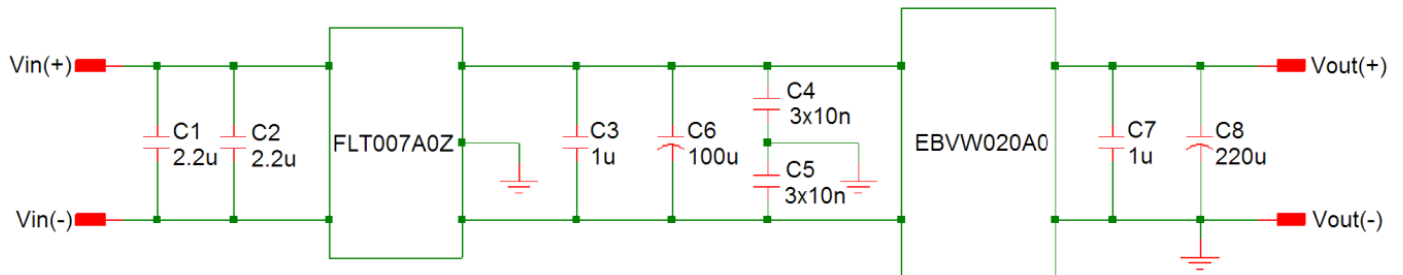 Vin(+)
Vin(-)
C1
2.2u
C2
2.2u
FLT007A0Z
C3
1u
C6
100u
C4
3x10n
C5
3x10n
EBVW020A0
C7
1u
C8
220u
Vout(+)
Vout(-)